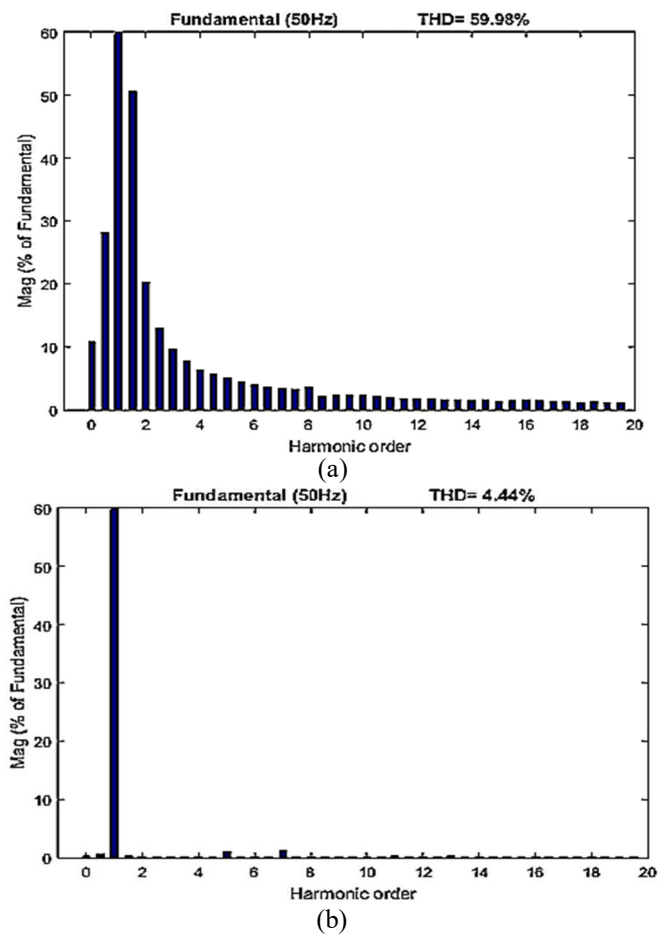 Fundamental (50Hz) THD= 59.98%
60
50
40
30
20
10
0
Mag (% of Fundamental)
0 2 4 6 8 10 12 14 16 18 20
Harmonic order
(a)
Fundamental (50Hz) THD= 4.44%
60
50
40
30
20
10
0
Mag (% of Fundamental)
0 2 4 6 8 10 12 14 16 18 20
Harmonic order
(b)